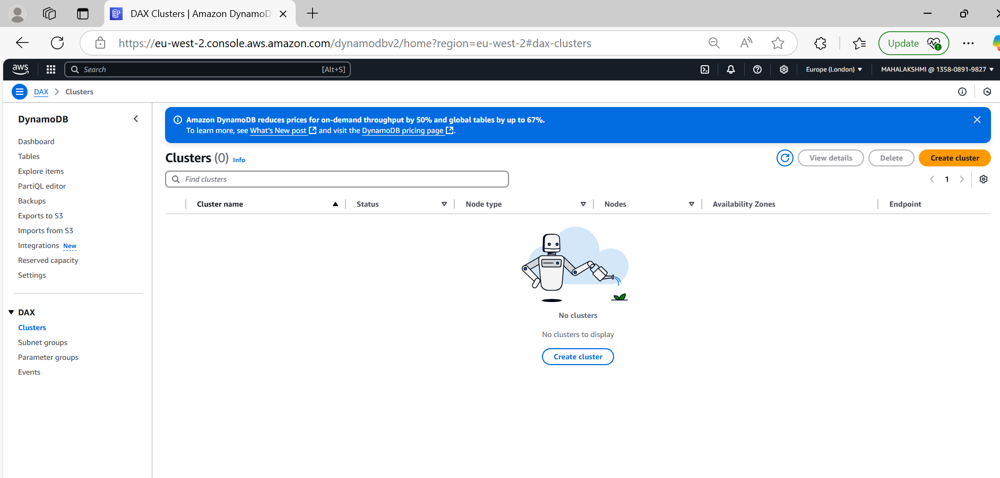 DAX Clusters | Amazon DynamoD
https://eu-west-2.console.aws.amazon.com/dynamodbv2/home?region=eu-west-2#dax-clusters
Update
aws
Search
[Alt+S]
Europe (London)
MAHALAKSHMI @ 1358-0891-9827
DAX
Clusters
DynamoDB
Dashboard
Tables
Explore items
PartiQL editor
Backups
Exports to S3
Imports from S3
Integrations New
Reserved capacity
Settings
DAX
Clusters
Subnet groups
Parameter groups
Events
Amazon DynamoDB reduces prices for on-demand throughput by 50% and global tables by up to 67%.
To learn more, see What's New post and visit the DynamoDB pricing page .
Clusters (0) Info
View details
Delete
Create cluster
Find clusters
1
Cluster name
Status
Node type
Nodes
Availability Zones
Endpoint
No clusters
No clusters to display
Create cluster